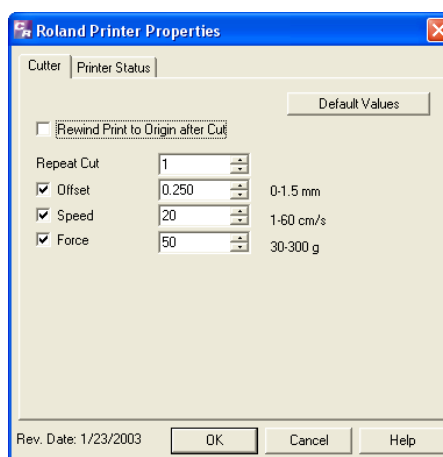 Roland Printer Properties
Cutter Printer Status
Default Values
Rewind Print to Origin after Cut
Repeat Cut 1
Offset 0.250 0-1.5 mm
Speed 20 1-60 cm/s
Force 50 30-300 g
Rev. Date: 1/23/2003 OK Cancel Help